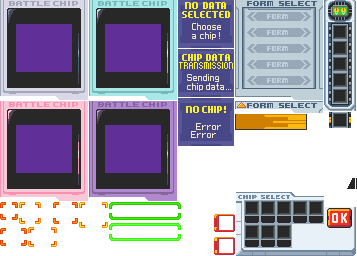 BATTLE CHIP
BATTLE CHIP
NO DATA
SELECTED
Choose
a chip!
FORM SELECT
FORM
FORM
FORM
FORM
FORM
CHIP DATA
TRANSMISSION
Sending
chip data...
BATTLE CHIP
BATTLE CHIP
NO CHIP!
Error
Error
FORM SELECT
CHIP SELECT
OK